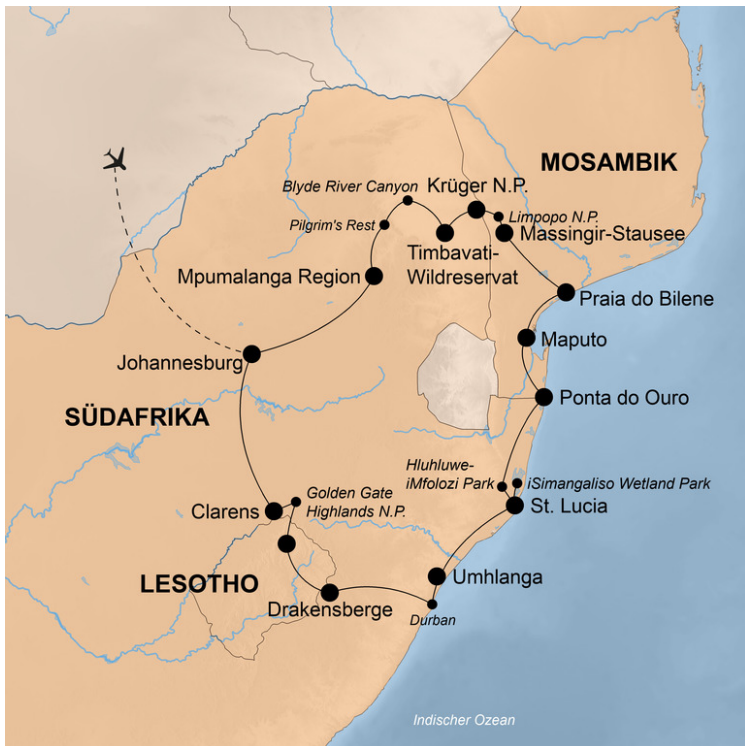 MOSAMBIK
Blyde River Canyon
Krüger N.P.
Limpopo N.P.
Pilgrim's Rest
Massingir-Stausee
Timbavati-
Wildreservat
Mpumalanga Region
Praia do Bilene
Maputo
Johannesburg
Ponta do Ouro
SÜDAFRIKA
Hluhluwe-
iMfolozi Park
iSimangaliso Wetland Park
Golden Gate
Highlands N.P.
Clarens
St. Lucia
LESOTHO
Umhlanga
Drakensberge
Durban
Indischer Ozean